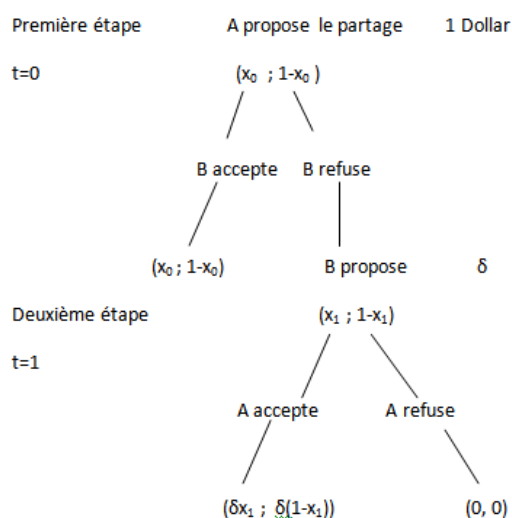 Première étape A propose le partage 1 Dollar
t=0 (x₀ ; 1-x₀ )
B accepte B refuse
(x₀ ; 1-x₀) B propose δ
Deuxième étape (x₁ ; 1-x₁)
t=1
A accepte A refuse
(δx₁ ; δ(1-x₁)) (0, 0)